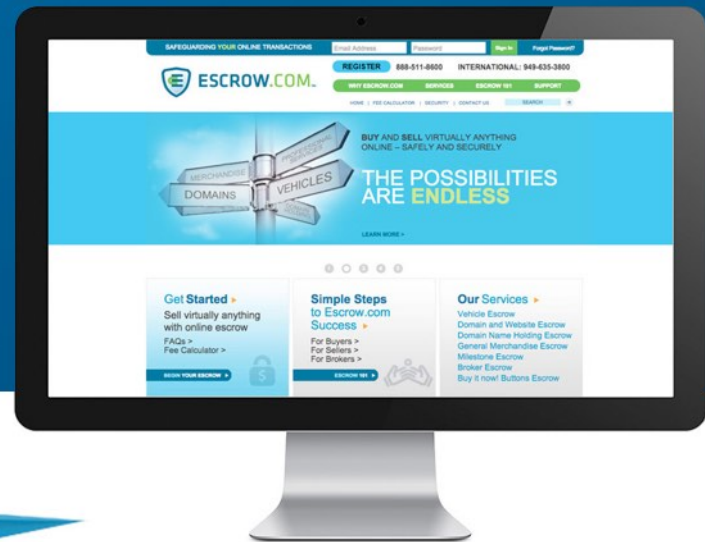 SAFEGUARDING YOUR ONLINE TRANSACTIONS
Email Address
Password
Sign In
Forgot Password?
ESCROW.COM
REGISTER
888-511-8600
INTERNATIONAL: 949-635-3800
WHY ESCROW.COM
SERVICES
ESCROW 101
SUPPORT
HOME | FEE CALCULATOR | SECURITY | CONTACT US
SEARCH
PROFESSIONAL SERVICES
MERCHANDISE
DOMAINS
VEHICLES
BUY AND SELL VIRTUALLY ANYTHING
ONLINE – SAFELY AND SECURELY
THE POSSIBILITIES
ARE ENDLESS
LEARN MORE >
Get Started
Sell virtually anything
with online escrow
FAQs >
Fee Calculator >
BEGIN YOUR ESCROW
Simple Steps
to Escrow.com
Success
For Buyers >
For Sellers >
For Brokers >
ESCROW 101
Our Services
Vehicle Escrow
Domain and Website Escrow
Domain Name Holding Escrow
General Merchandise Escrow
Milestone Escrow
Broker Escrow
Buy it now! Buttons Escrow